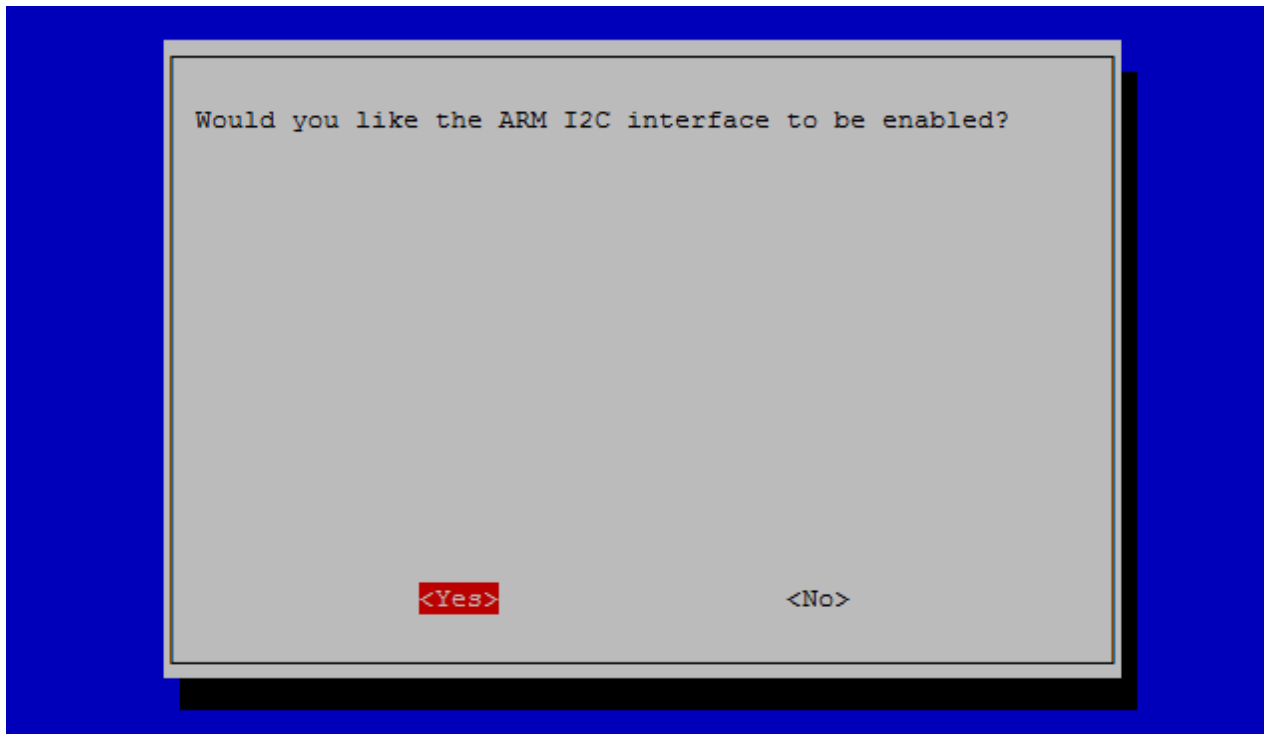 Would you like the ARM I2C interface to be enabled?
<Yes> <No>